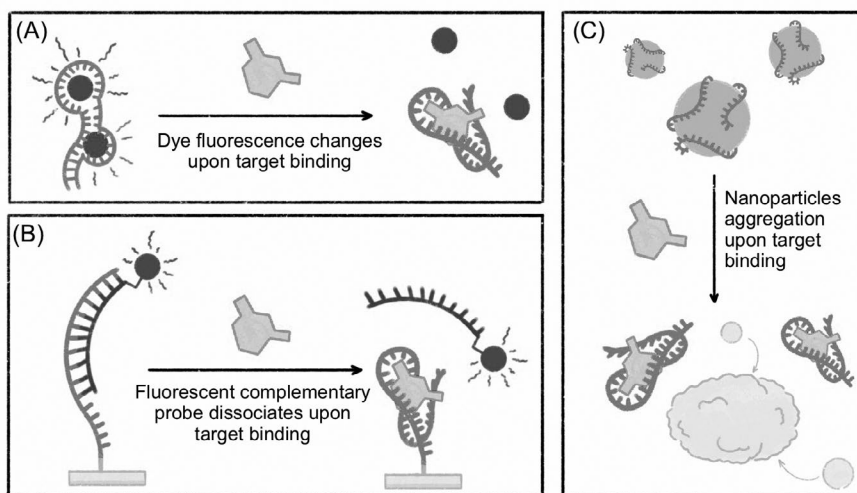 (A)
Dye fluorescence changes
upon target binding
(B)
Fluorescent complementary
probe dissociates upon
target binding
(C)
Nanoparticles
aggregation
upon target
binding